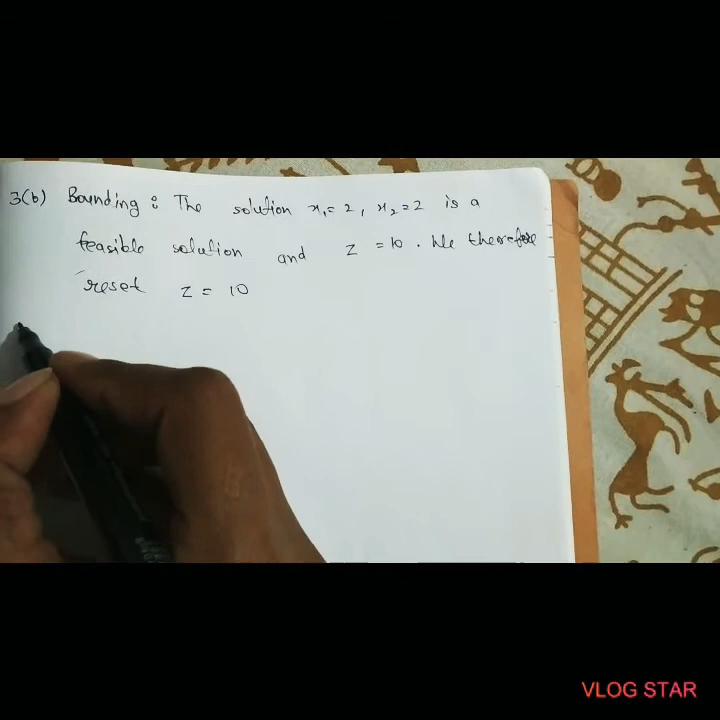 3(b) Bounding : The solution x₁ = 2, x₂ = 2 is a
feasible solution and Z = 10. We therefore
reset Z = 10
VLOG STAR